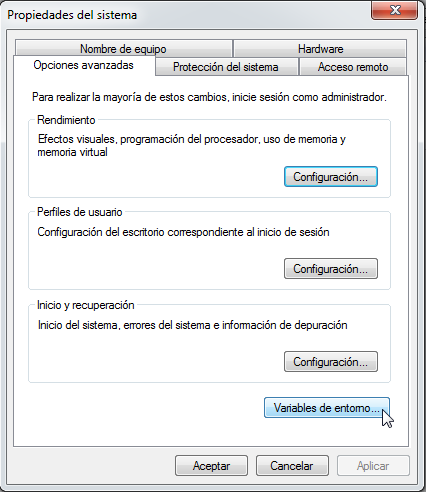 Propiedades del sistema
Nombre de equipo
Hardware
Opciones avanzadas
Protección del sistema
Acceso remoto
Para realizar la mayoría de estos cambios, inicie sesión como administrador.
Rendimiento
Efectos visuales, programación del procesador, uso de memoria y
memoria virtual
Configuración...
Perfiles de usuario
Configuración del escritorio correspondiente al inicio de sesión
Configuración...
Inicio y recuperación
Inicio del sistema, errores del sistema e información de depuración
Configuración...
Variables de entorno...
Aceptar
Cancelar
Aplicar